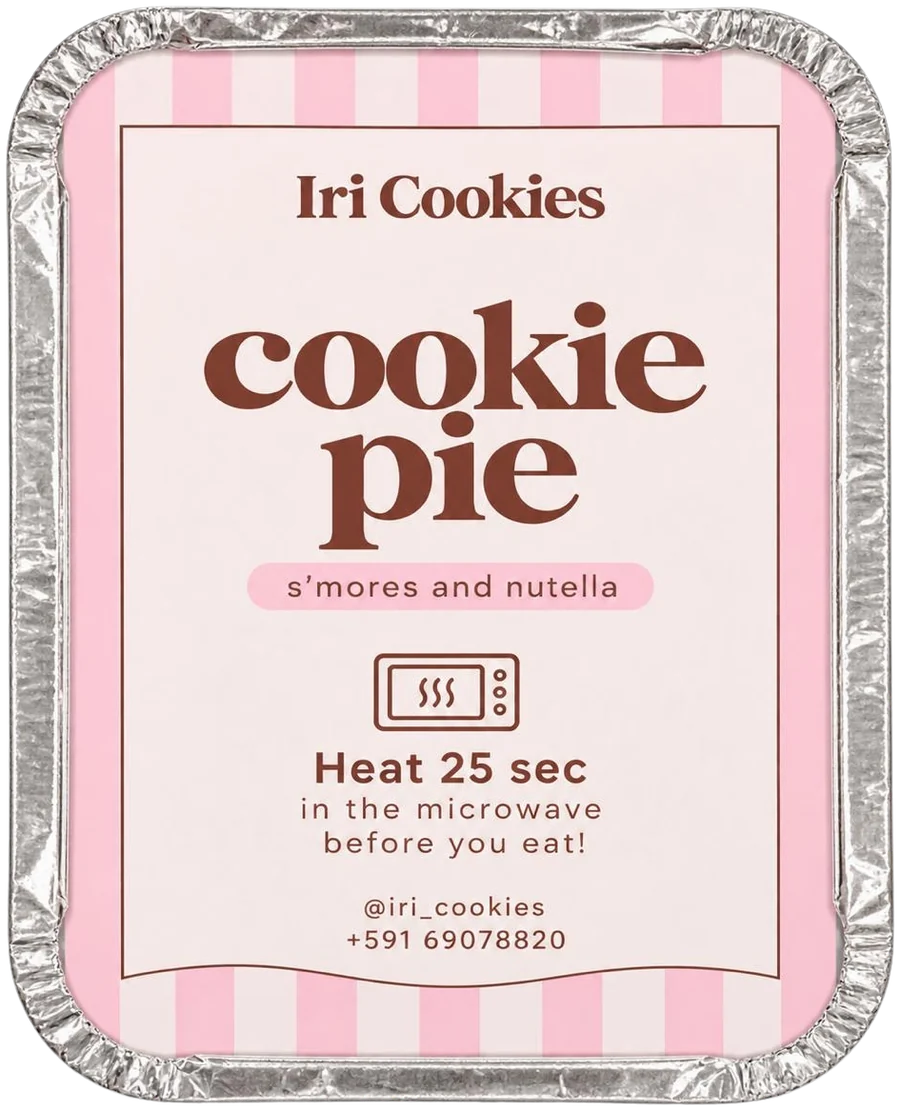 Iri Cookies
cookie
pie
s’mores and nutella
Heat 25 sec
in the microwave
before you eat!
@iri_cookies
+591 69078820